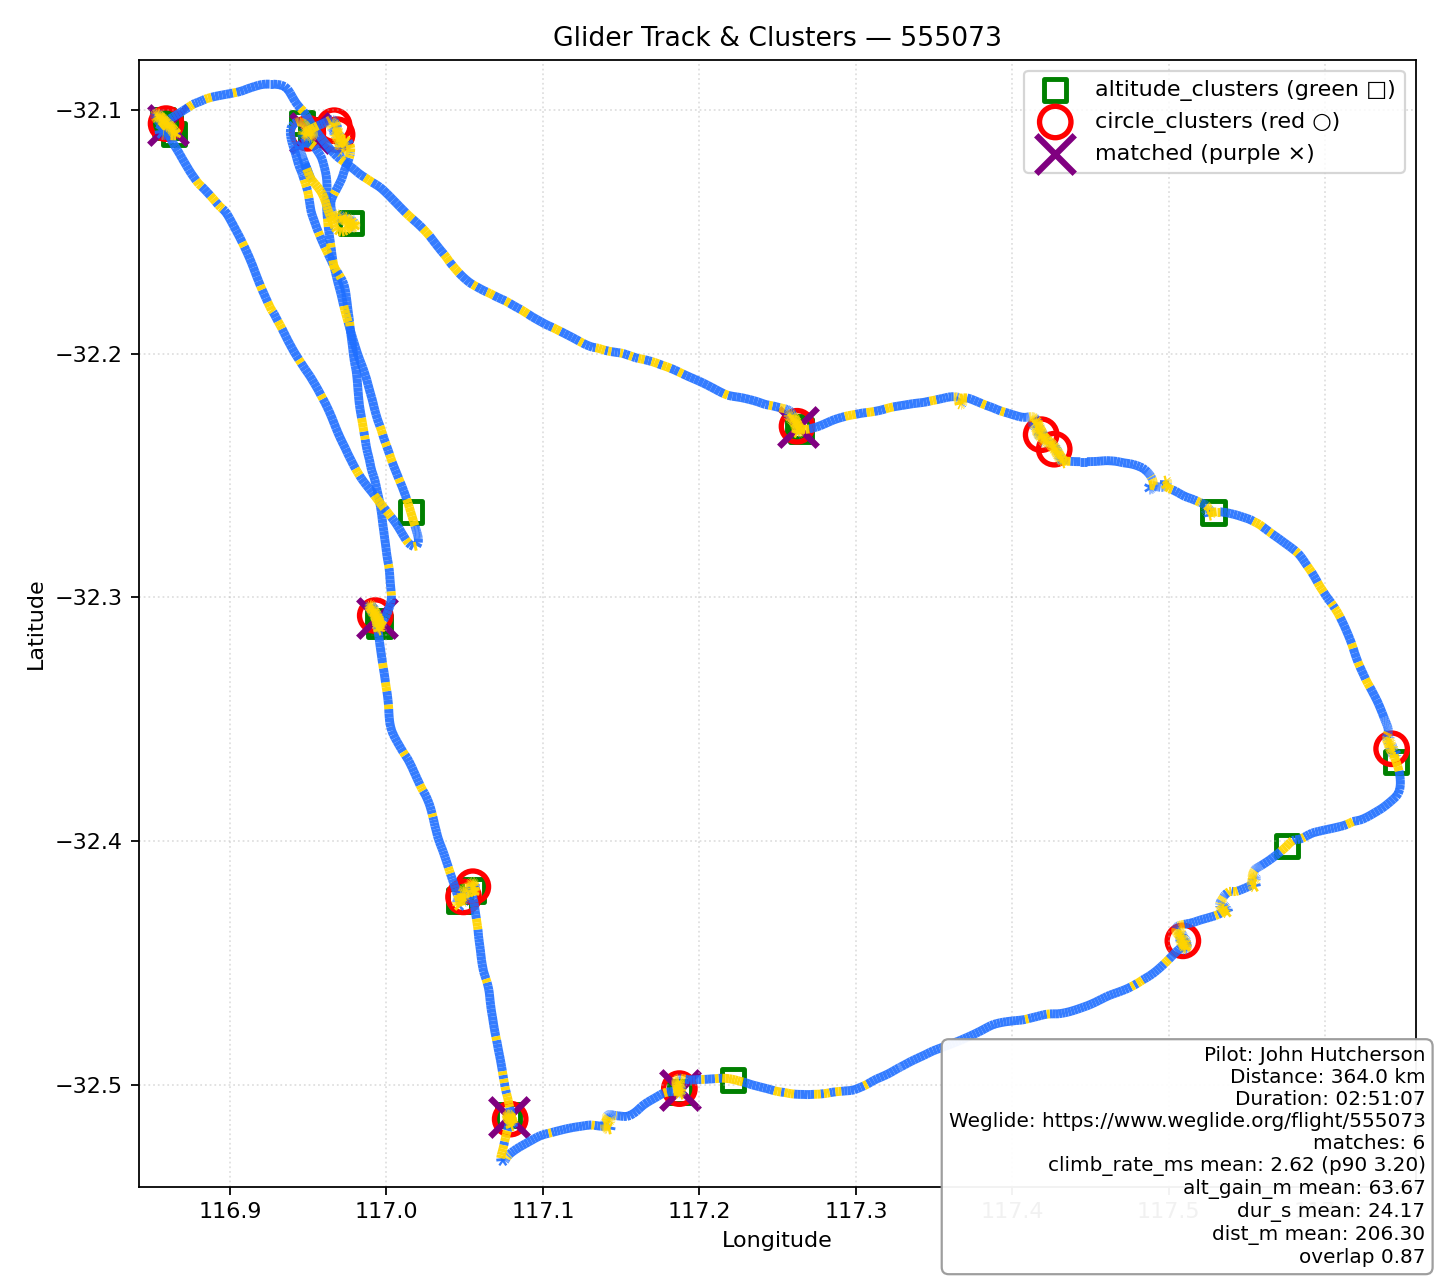 Glider Track & Clusters — 555073
altitude_clusters (green □)
circle_clusters (red ○)
matched (purple ×)
−32.1
−32.2
−32.3
−32.4
−32.5
Latitude
116.9
117.0
117.1
117.2
117.3
117.4
117.5
Longitude
Pilot: John Hutcherson
Distance: 364.0 km
Duration: 02:51:07
Weglide: https://www.weglide.org/flight/555073
matches: 6
climb_rate_ms mean: 2.62 (p90 3.20)
alt_gain_m mean: 63.67
dur_s mean: 24.17
dist_m mean: 206.30
overlap 0.87